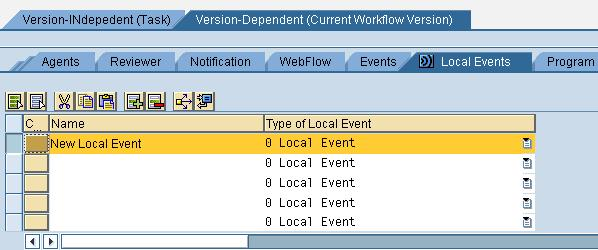 Version-INdepedent (Task) Version-Dependent (Current Workflow Version)
Agents Reviewer Notification WebFlow Events Local Events Program
C... Name Type of Local Event
New Local Event 0 Local Event
0 Local Event
0 Local Event
0 Local Event
0 Local Event